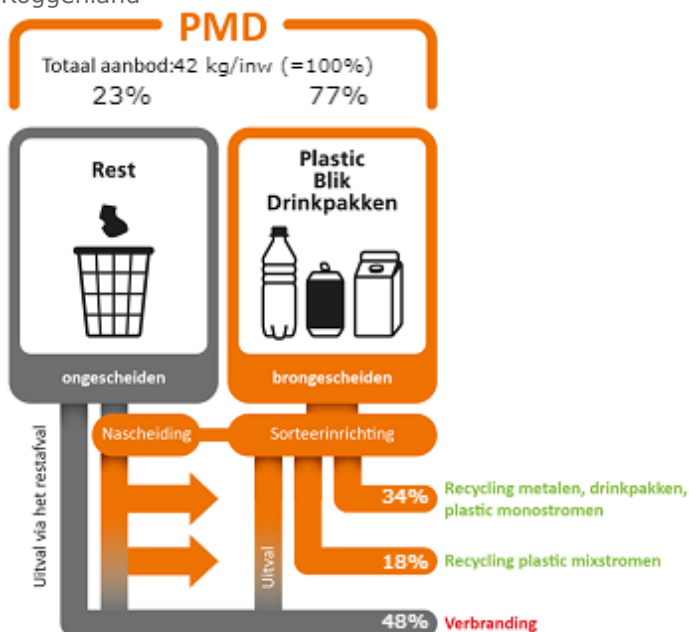 Koggenland
PMD
Totaal aanbod:42 kg/inw (=100%)
23% 77%
Rest
Plastic
Blik
Drinkpakken
ongescheiden
brongescheiden
Nascheiding
Sorteerinrichting
Uitval via het restafval
Uitval
34% Recycling metalen, drinkpakken,
plastic monostromen
18% Recycling plastic mixstromen
48% Verbranding